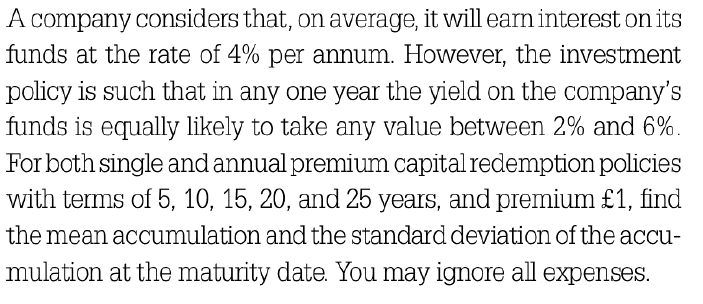 A company considers that, on average, it will earn interest on its
funds at the rate of 4% per annum. However, the investment
policy is such that in any one year the yield on the company's
funds is equally likely to take any value between 2% and 6%.
For both single and annual premium capital redemption policies
with terms of 5, 10, 15, 20, and 25 years, and premium £1, find
the mean accumulation and the standard deviation of the accu-
mulation at the maturity date. You may ignore all expenses.